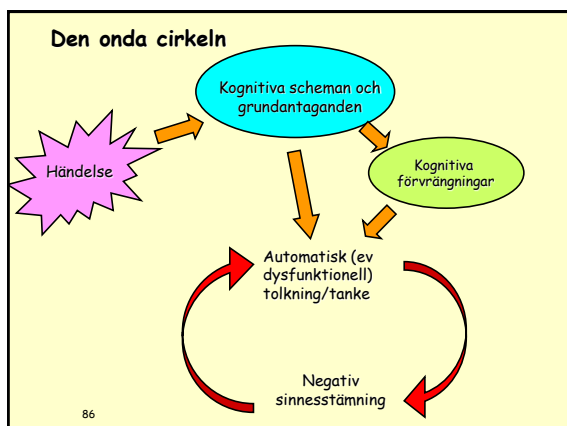 Den onda cirkeln
Kognitiva scheman och
grundantaganden
Händelse
Kognitiva
förvrängningar
Automatisk (ev
dysfunktionell)
tolkning/tanke
Negativ
sinnesstämning
86